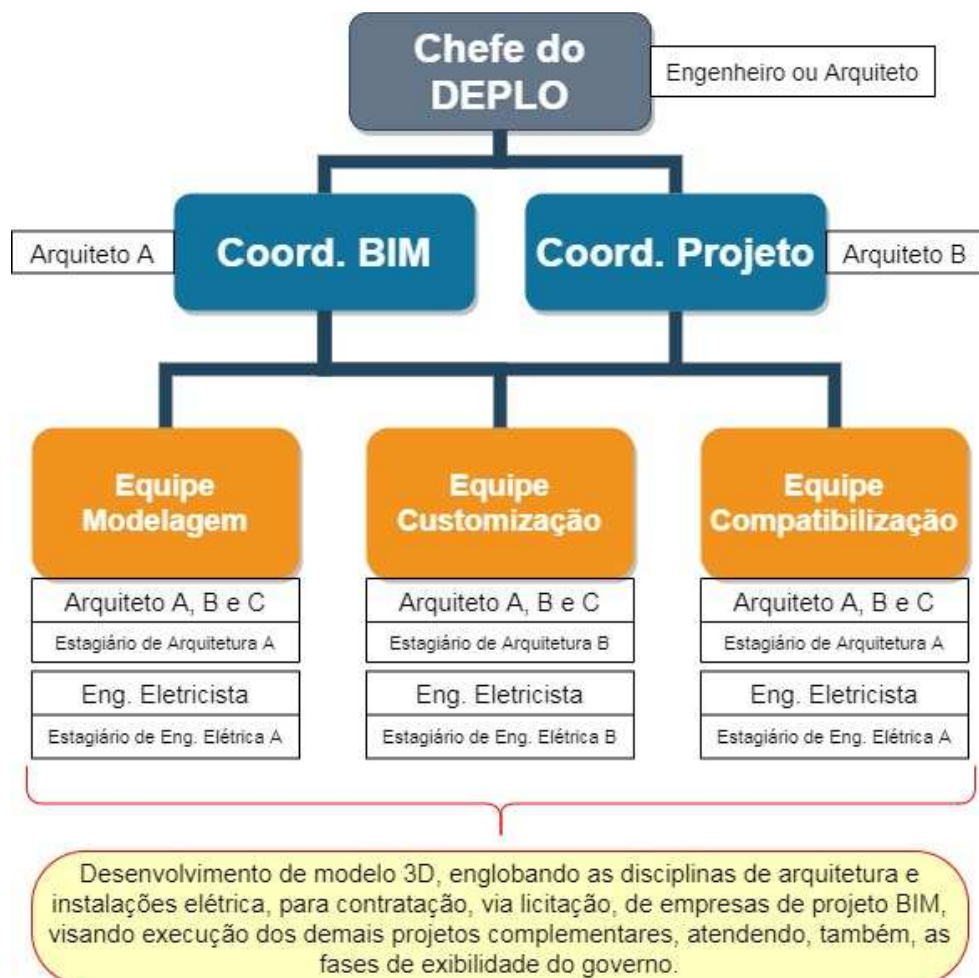 Chefe do
DEPLO
Engenheiro ou Arquiteto
Arquiteto A
Coord. BIM
Coord. Projeto
Arquiteto B
Equipe
Modelagem
Arquiteto A, B e C
Estagiário de Arquitetura A
Eng. Eletricista
Estagiário de Eng. Elétrica A
Equipe
Customização
Arquiteto A, B e C
Estagiário de Arquitetura B
Eng. Eletricista
Estagiário de Eng. Elétrica B
Equipe
Compatibilização
Arquiteto A, B e C
Estagiário de Arquitetura A
Eng. Eletricista
Estagiário de Eng. Elétrica A
Desenvolvimento de modelo 3D, englobando as disciplinas de arquitetura e
instalações elétrica, para contratação, via licitação, de empresas de projeto BIM,
visando execução dos demais projetos complementares, atendendo, também, as
fases de exibilidade do governo.